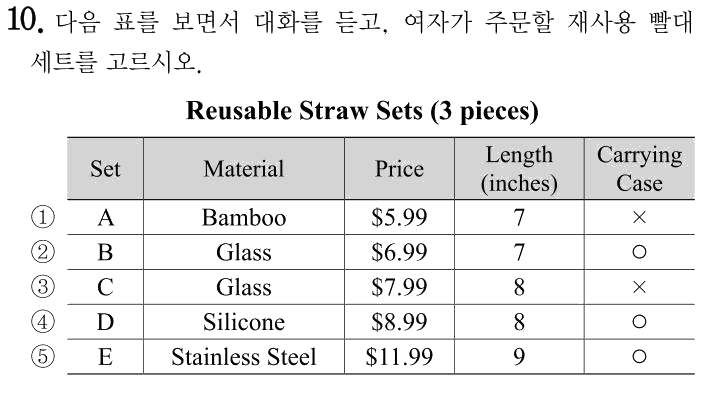 10. 다음 표를 보면서 대화를 듣고, 여자가 주문할 재사용 빨대
세트를 고르시오.
Reusable Straw Sets (3 pieces)
Set Material Price Length (inches) Carrying Case
① A Bamboo $5.99 7 ×
② B Glass $6.99 7 ○
③ C Glass $7.99 8 ×
④ D Silicone $8.99 8 ○
⑤ E Stainless Steel $11.99 9 ○